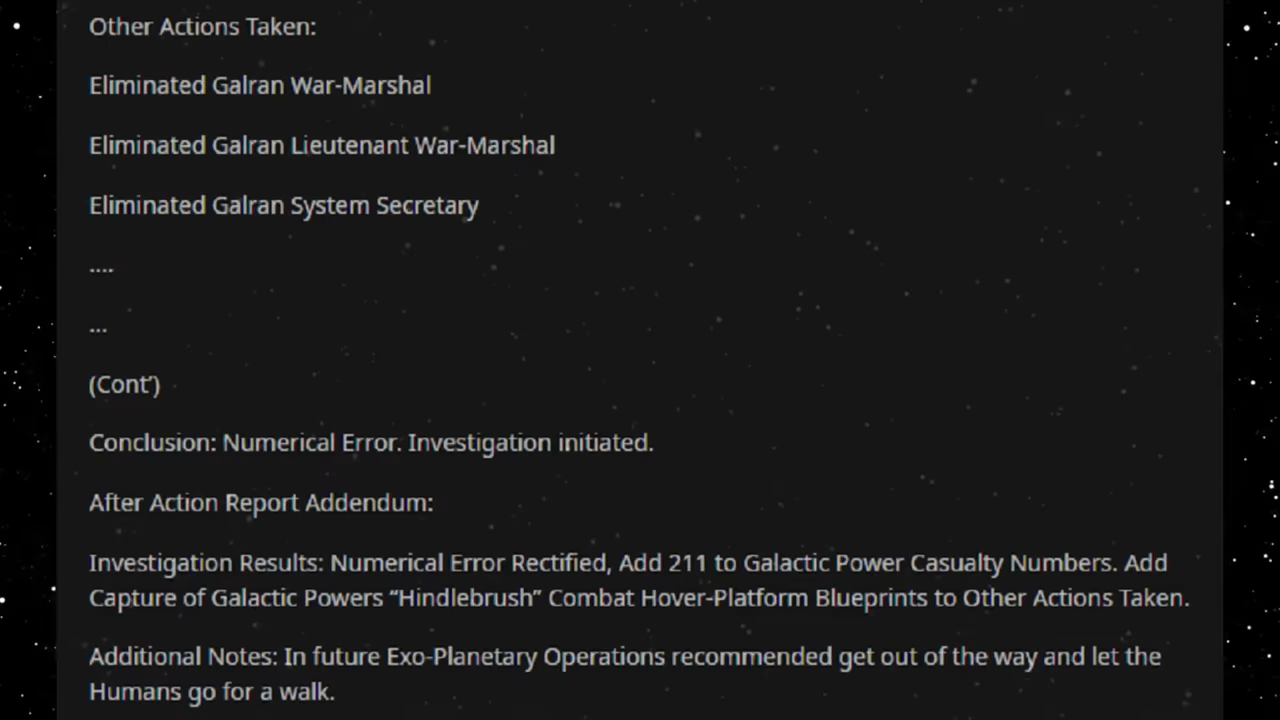 Other Actions Taken:
Eliminated Galran War-Marshal
Eliminated Galran Lieutenant War-Marshal
Eliminated Galran System Secretary
....
...
(Cont')
Conclusion: Numerical Error. Investigation initiated.
After Action Report Addendum:
Investigation Results: Numerical Error Rectified, Add 211 to Galactic Power Casualty Numbers. Add
Capture of Galactic Powers “Hindlebrush” Combat Hover-Platform Blueprints to Other Actions Taken.
Additional Notes: In future Exo-Planetary Operations recommended get out of the way and let the
Humans go for a walk.